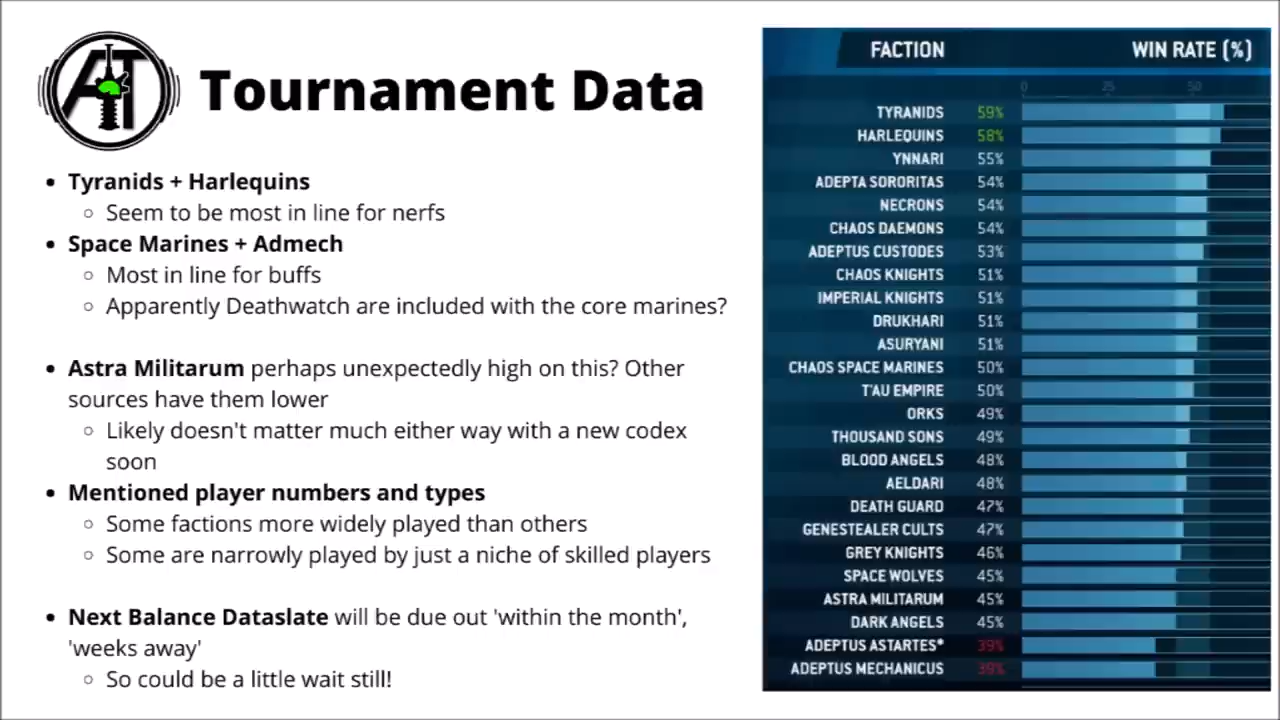 AT
Tournament Data
• Tyranids + Harlequins
○ Seem to be most in line for nerfs
• Space Marines + Admech
○ Most in line for buffs
○ Apparently Deathwatch are included with the core marines?
• Astra Militarum perhaps unexpectedly high on this? Other
sources have them lower
○ Likely doesn't matter much either way with a new codex
soon
• Mentioned player numbers and types
○ Some factions more widely played than others
○ Some are narrowly played by just a niche of skilled players
• Next Balance Dataslate will be due out 'within the month',
'weeks away'
○ So could be a little wait still!
FACTION WIN RATE (%)
0 25 50
TYRANIDS 59%
HARLEQUINS 58%
YNNARI 55%
ADEPTA SORORITAS 54%
NECRONS 54%
CHAOS DAEMONS 54%
ADEPTUS CUSTODES 53%
CHAOS KNIGHTS 51%
IMPERIAL KNIGHTS 51%
DRUKHARI 51%
ASURYANI 51%
CHAOS SPACE MARINES 50%
T'AU EMPIRE 50%
ORKS 49%
THOUSAND SONS 49%
BLOOD ANGELS 48%
AELDARI 48%
DEATH GUARD 47%
GENESTEALER CULTS 47%
GREY KNIGHTS 46%
SPACE WOLVES 45%
ASTRA MILITARUM 45%
DARK ANGELS 45%
ADEPTUS ASTARTES* 39%
ADEPTUS MECHANICUS 39%